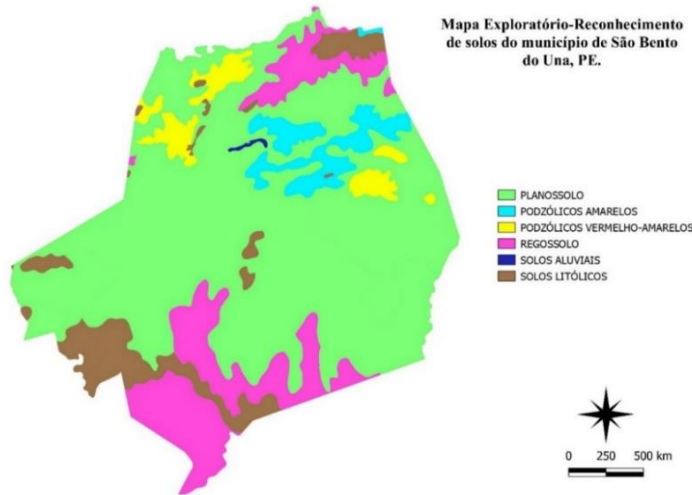 Mapa Exploratório-Reconhecimento
de solos do município de São Bento
do Una, PE.
PLANOSSOLO
PODZÓLICOS AMARELOS
PODZÓLICOS VERMELHO-AMARELOS
REGOSSOLO
SOLOS ALUVIAIS
SOLOS LITÓLICOS
0 250 500 km